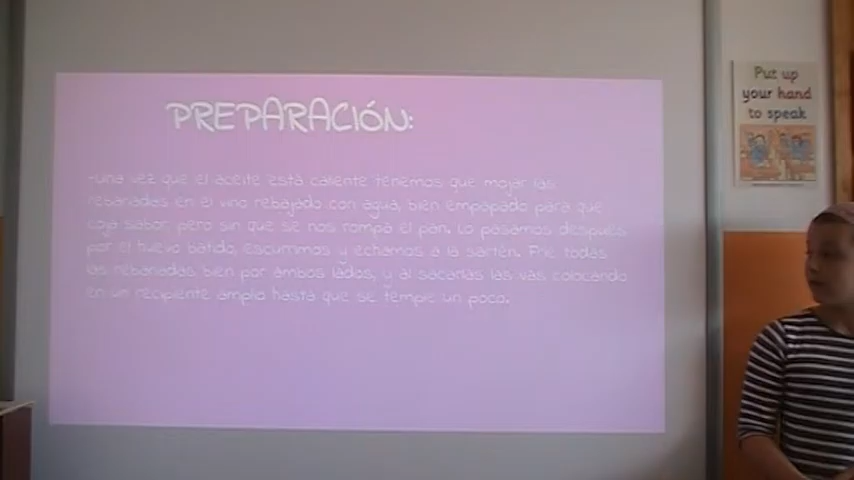 PREPARACIÓN:
-una vez que el aceite está caliente tenemos que mojar las
rebanadas en el vino rebajado con agua, bien empapado para que
coja sabor, pero sin que se nos rompa el pan. Lo pasamos después
por el huevo batido, escurrimos y echamos a la sartén. Fríe todas
las rebanadas, bien por ambos lados, y al sacarlas las vas colocando
en un recipiente amplio hasta que se temple un poco.
Put up
your hand
to speak